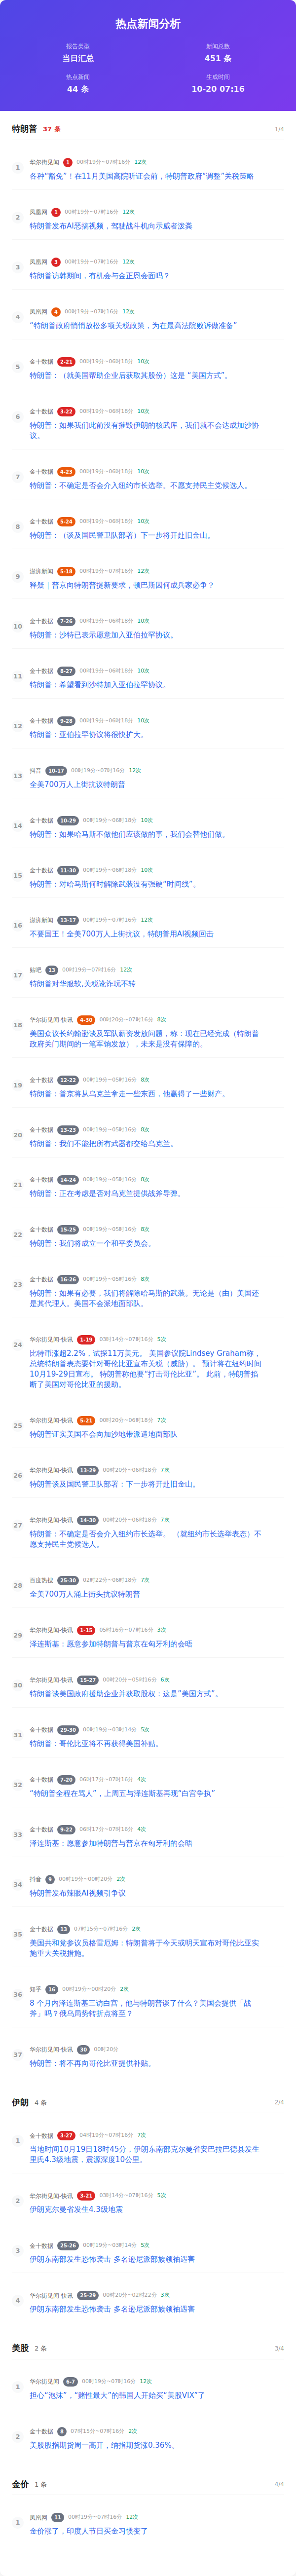 热点新闻分析
报告类型
新闻总数
当日汇总
451 条
热点新闻
生成时间
44 条
10-20 07:16
特朗普 37 条 1/4
1
华尔街见闻 1 00时19分~07时16分 12次
各种“豁免”！在11月美国高院听证会前，特朗普政府“调整”关税政策
2
凤凰网 1 00时19分~07时16分 12次
特朗普发布AI恶搞视频，驾驶战斗机向示威者泼粪
3
凤凰网 3 00时19分~07时16分 12次
特朗普访韩期间，有机会与金正恩会面吗？
4
凤凰网 4 00时19分~07时16分 12次
“特朗普政府悄悄放松多项关税政策，为在最高法院败诉做准备”
5
金十数据 2-21 00时19分~06时18分 10次
特朗普：（就美国帮助企业后获取其股份）这是 “美国方式”。
6
金十数据 3-22 00时19分~06时18分 10次
特朗普：如果我们此前没有摧毁伊朗的核武库，我们就不会达成加沙协
议。
7
金十数据 4-23 00时19分~06时18分 10次
特朗普：不确定是否会介入纽约市长选举。不愿支持民主党候选人。
8
金十数据 5-24 00时19分~06时18分 10次
特朗普：（谈及国民警卫队部署）下一步将开赴旧金山。
9
澎湃新闻 5-18 00时19分~07时16分 12次
释疑｜普京向特朗普提新要求，顿巴斯因何成兵家必争？
10
金十数据 7-26 00时19分~06时18分 10次
特朗普：沙特已表示愿意加入亚伯拉罕协议。
11
金十数据 8-27 00时19分~06时18分 10次
特朗普：希望看到沙特加入亚伯拉罕协议。
12
金十数据 9-28 00时19分~06时18分 10次
特朗普：亚伯拉罕协议将很快扩大。
13
抖音 10-17 00时19分~07时16分 12次
全美700万人上街抗议特朗普
14
金十数据 10-29 00时19分~06时18分 10次
特朗普：如果哈马斯不做他们应该做的事，我们会替他们做。
15
金十数据 11-30 00时19分~06时18分 10次
特朗普：对哈马斯何时解除武装没有强硬“时间线”。
16
澎湃新闻 13-17 00时19分~07时16分 12次
不要国王！全美700万人上街抗议，特朗普用AI视频回击
17
贴吧 13 00时19分~07时16分 12次
特朗普对华服软,关税讹诈玩不转
18
华尔街见闻-快讯 4-30 00时20分~07时16分 8次
美国众议长约翰逊谈及军队薪资发放问题，称：现在已经完成（特朗普
政府关门期间的一笔军饷发放），未来是没有保障的。
19
金十数据 12-22 00时19分~05时16分 8次
特朗普：普京将从乌克兰拿走一些东西，他赢得了一些财产。
20
金十数据 13-23 00时19分~05时16分 8次
特朗普：我们不能把所有武器都交给乌克兰。
21
金十数据 14-24 00时19分~05时16分 8次
特朗普：正在考虑是否对乌克兰提供战斧导弹。
22
金十数据 15-25 00时19分~05时16分 8次
特朗普：我们将成立一个和平委员会。
23
金十数据 16-26 00时19分~05时16分 8次
特朗普：如果有必要，我们将解除哈马斯的武装。无论是（由）美国还
是其代理人。美国不会派地面部队。
24
华尔街见闻-快讯 1-19 03时14分~07时16分 5次
比特币涨超2.2%，试探11万美元。 美国参议院Lindsey Graham称，
总统特朗普表态要针对哥伦比亚宣布关税（威胁）。 预计将在纽约时间
10月19-29日宣布。 特朗普称他要“打击哥伦比亚”。 此前，特朗普掐
断了美国对哥伦比亚的援助。
25
华尔街见闻-快讯 5-21 00时20分~06时18分 7次
特朗普证实美国不会向加沙地带派遣地面部队
26
华尔街见闻-快讯 13-29 00时20分~06时18分 7次
特朗普谈及国民警卫队部署：下一步将开赴旧金山。
27
华尔街见闻-快讯 14-30 00时20分~06时18分 7次
特朗普：不确定是否会介入纽约市长选举。 （就纽约市长选举表态）不
愿支持民主党候选人。
28
百度热搜 25-30 02时22分~06时18分 7次
全美700万人涌上街头抗议特朗普
29
华尔街见闻-快讯 1-15 05时16分~07时16分 3次
泽连斯基：愿意参加特朗普与普京在匈牙利的会晤
30
华尔街见闻-快讯 15-27 00时20分~05时16分 6次
特朗普谈美国政府援助企业并获取股权：这是“美国方式”。
31
金十数据 29-30 00时19分~03时14分 5次
特朗普：哥伦比亚将不再获得美国补贴。
32
金十数据 7-20 06时17分~07时16分 4次
“特朗普全程在骂人”，上周五与泽连斯基再现“白宫争执”
33
金十数据 9-22 06时17分~07时16分 4次
泽连斯基：愿意参加特朗普与普京在匈牙利的会晤
34
抖音 9 00时19分~00时20分 2次
特朗普发布辣眼AI视频引争议
35
金十数据 13 07时15分~07时16分 2次
美国共和党参议员格雷厄姆：特朗普将于今天或明天宣布对哥伦比亚实
施重大关税措施。
36
知乎 16 00时19分~00时20分 2次
8 个月内泽连斯基三访白宫，他与特朗普谈了什么？美国会提供「战
斧」吗？俄乌局势转折点将至？
37
华尔街见闻-快讯 30 00时20分
特朗普：将不再向哥伦比亚提供补贴。
伊朗 4 条 2/4
1
金十数据 3-27 04时19分~07时16分 7次
当地时间10月19日18时45分，伊朗东南部克尔曼省安巴拉巴德县发生
里氏4.3级地震，震源深度10公里。
2
华尔街见闻-快讯 3-21 03时14分~07时16分 5次
伊朗克尔曼省发生4.3级地震
3
金十数据 25-26 00时19分~03时14分 5次
伊朗东南部发生恐怖袭击 多名逊尼派部族领袖遇害
4
华尔街见闻-快讯 25-29 00时20分~02时22分 3次
伊朗东南部发生恐怖袭击 多名逊尼派部族领袖遇害
美股 2 条 3/4
1
华尔街见闻 6-7 00时19分~07时16分 12次
担心“泡沫”，“赌性最大”的韩国人开始买“美股VIX”了
2
金十数据 8 07时15分~07时16分 2次
美股股指期货周一高开，纳指期货涨0.36%。
金价 1 条 4/4
1
凤凰网 11 00时19分~07时16分 12次
金价涨了，印度人节日买金习惯变了